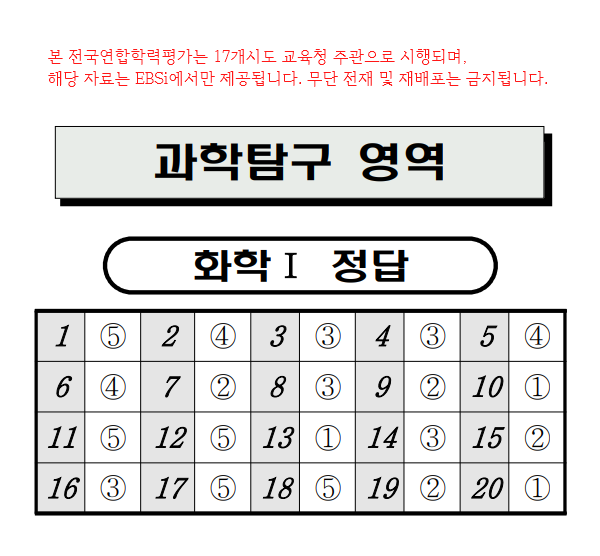 본 전국연합학력평가는 17개시도 교육청 주관으로 시행되며,
해당 자료는 EBSi에서만 제공됩니다. 무단 전재 및 재배포는 금지됩니다.
과학탐구 영역
화학Ⅰ 정답
1 ⑤ 2 ④ 3 ③ 4 ③ 5 ④
6 ④ 7 ② 8 ③ 9 ② 10 ①
11 ⑤ 12 ⑤ 13 ① 14 ③ 15 ②
16 ③ 17 ⑤ 18 ⑤ 19 ② 20 ①